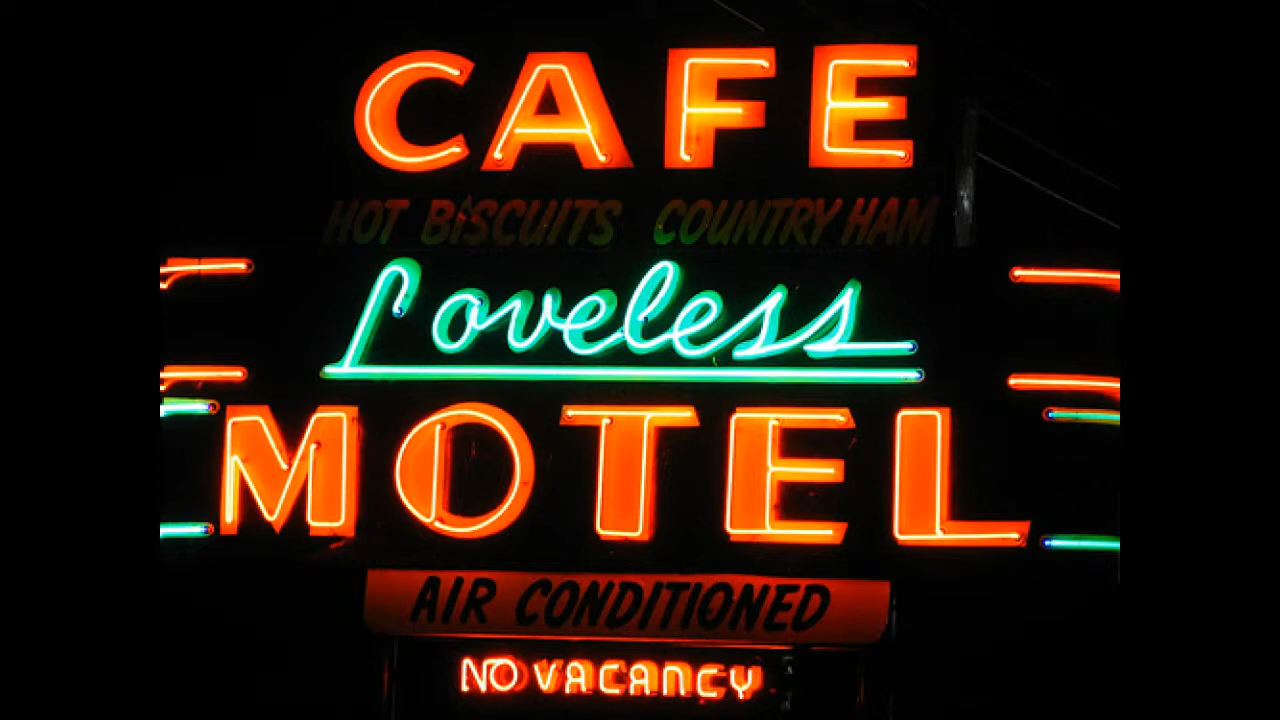 CAFE
HOT BISCUITS COUNTRY HAM
Loveless
MOTEL
AIR CONDITIONED
NO VACANCY